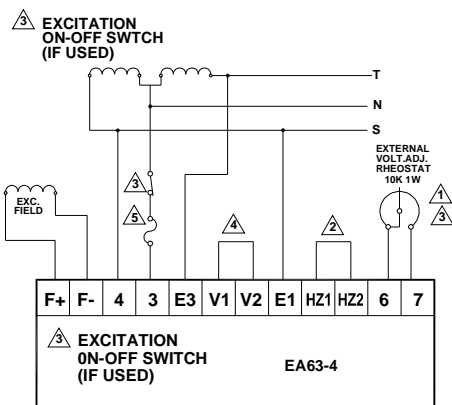 3 EXCITATION
ON-OFF SWTCH
(IF USED)
T
N
S
EXTERNAL
VOLT.ADJ.
RHEOSTAT
10K 1W
EXC.
FIELD
3
5
4
2
1
3
F+ F- 4 3 E3 V1 V2 E1 HZ1 HZ2 6 7
3 EXCITATION
0N-OFF SWITCH
(IF USED)
EA63-4